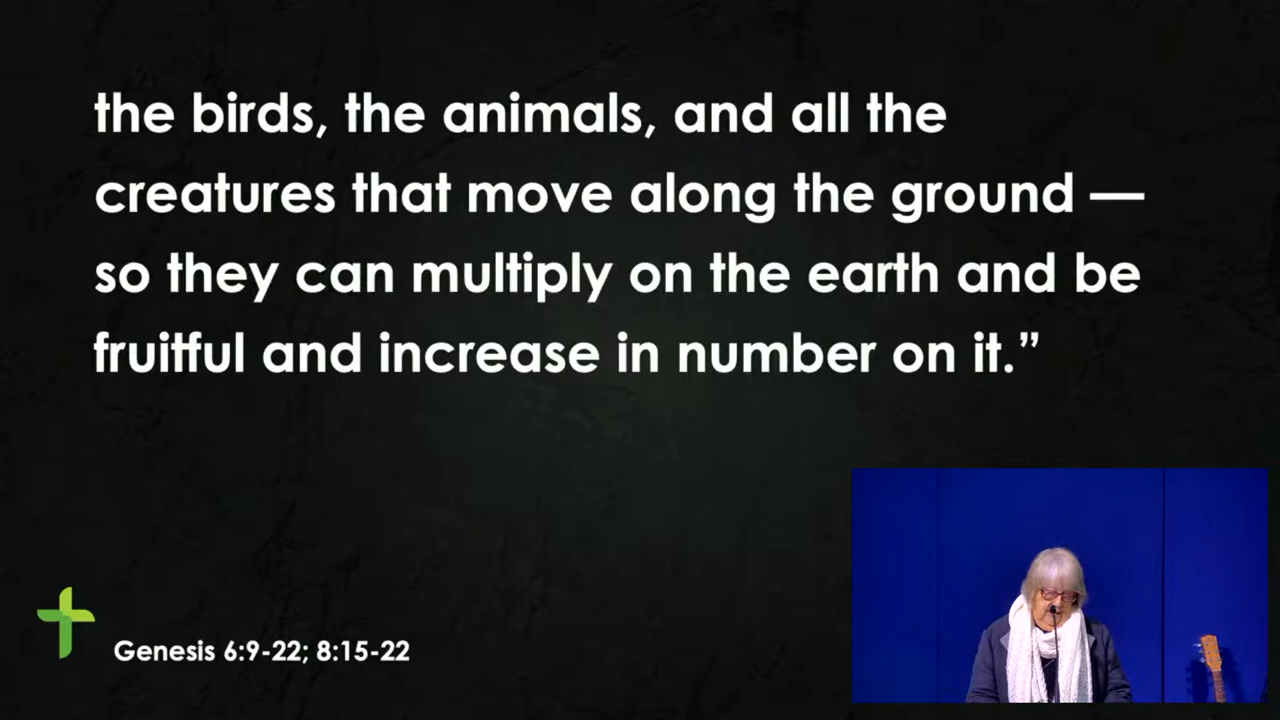 the birds, the animals, and all the
creatures that move along the ground —
so they can multiply on the earth and be
fruitful and increase in number on it.”
Genesis 6:9-22; 8:15-22